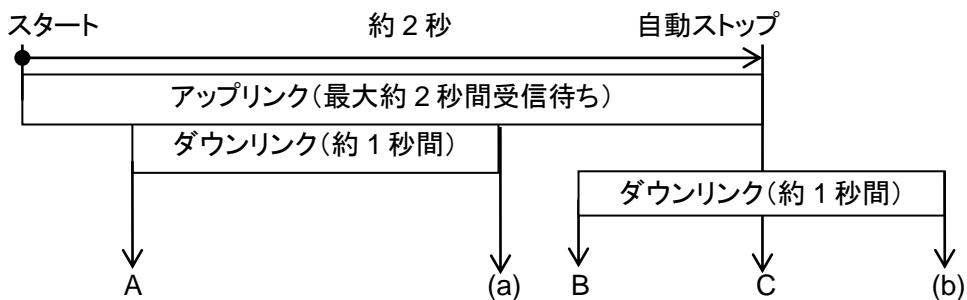 スタート 約 2 秒 自動ストップ
アップリンク(最大約 2 秒間受信待ち)
ダウンリンク(約 1 秒間)
ダウンリンク(約 1 秒間)
A (a) B C (b)